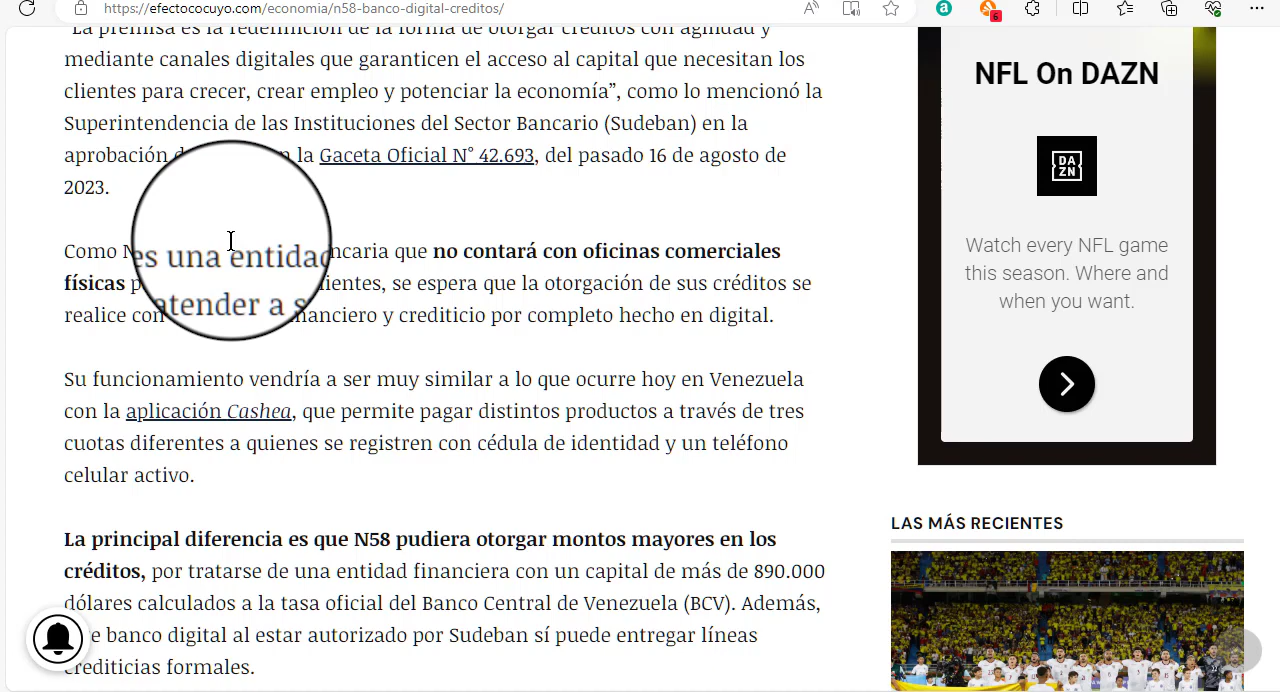 https://efectococuyo.com/economia/n58-banco-digital-creditos/
6
"La premisa es la redefinición de la forma de otorgar créditos con agilidad y
mediante canales digitales que garanticen el acceso al capital que necesitan los
clientes para crecer, crear empleo y potenciar la economía”, como lo mencionó la
Superintendencia de las Instituciones del Sector Bancario (Sudeban) en la
aprobación la Gaceta Oficial N° 42.693, del pasado 16 de agosto de
2023.
Como es una entidad que no contará con oficinas comerciales
físicas atender a se espera que la otorgación de sus créditos se
realice con y crediticio por completo hecho en digital.
Su funcionamiento vendría a ser muy similar a lo que ocurre hoy en Venezuela
con la aplicación Cashea, que permite pagar distintos productos a través de tres
cuotas diferentes a quienes se registren con cédula de identidad y un teléfono
celular activo.
La principal diferencia es que N58 pudiera otorgar montos mayores en los
créditos, por tratarse de una entidad financiera con un capital de más de 890.000
dólares calculados a la tasa oficial del Banco Central de Venezuela (BCV). Además,
banco digital al estar autorizado por Sudeban sí puede entregar líneas
crediticias formales.
NFL On DAZN
DA
ZN
Watch every NFL game
this season. Where and
when you want.
LAS MÁS RECIENTES